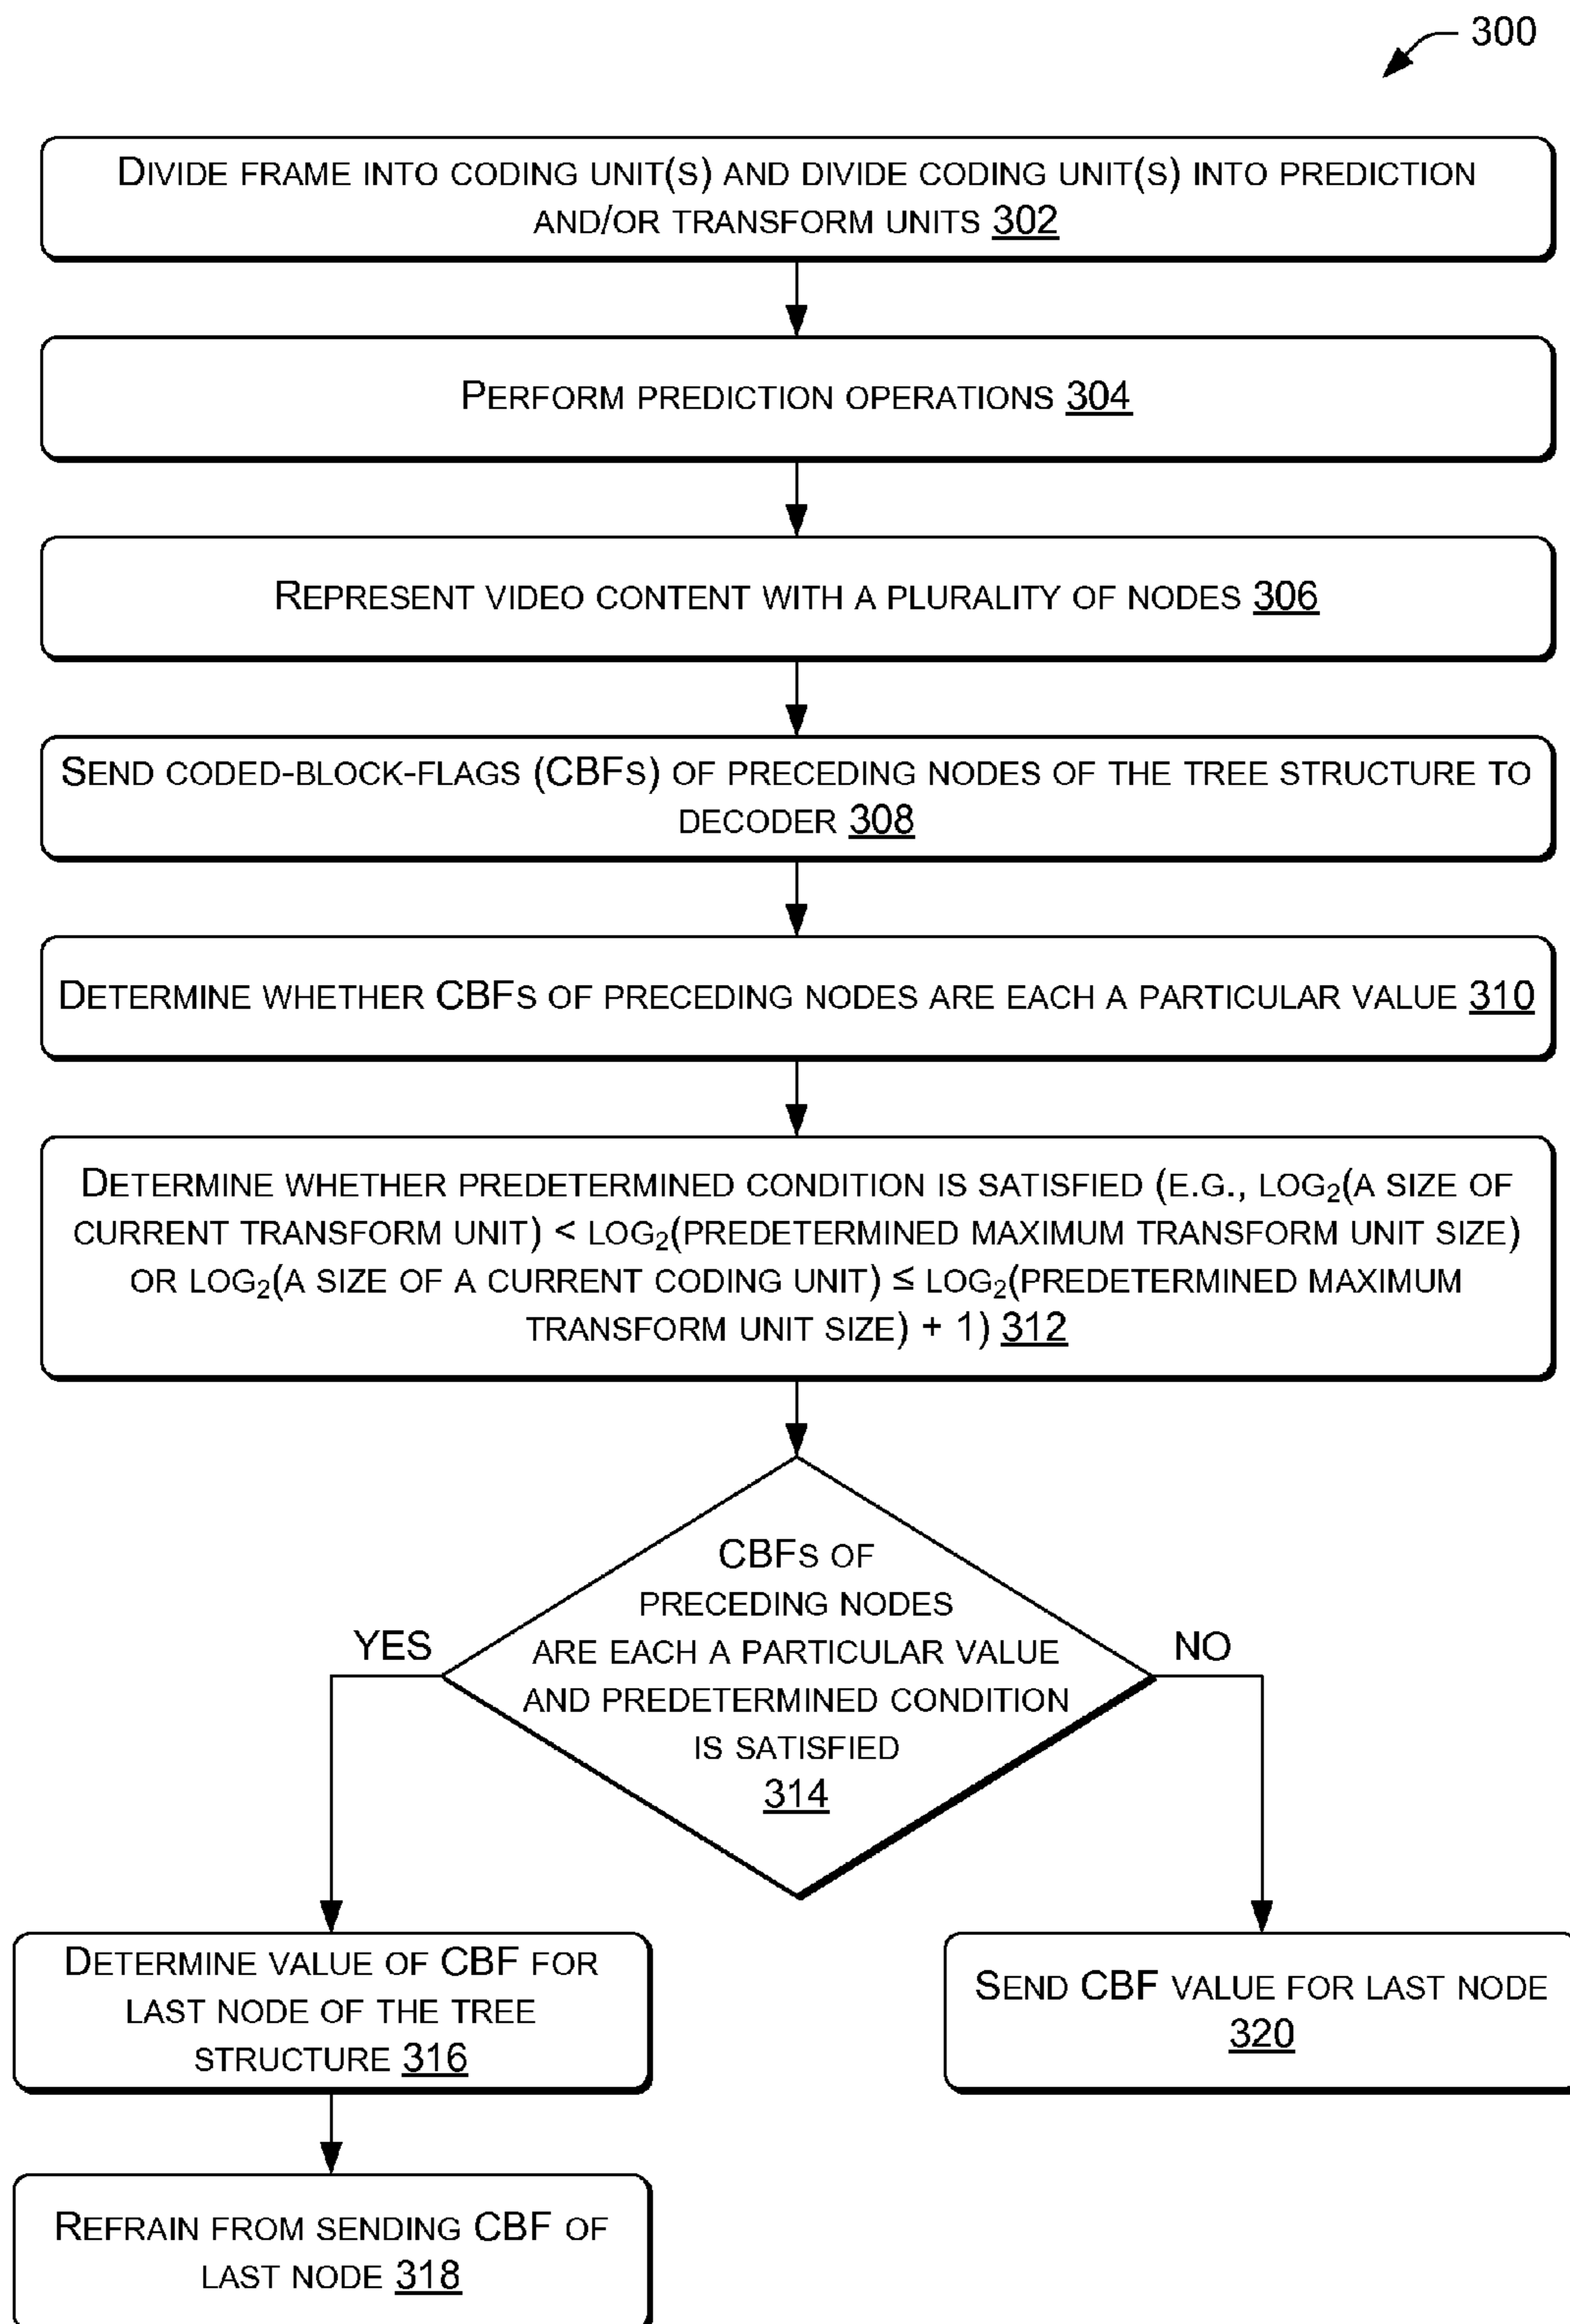 300
DIVIDE FRAME INTO CODING UNIT(S) AND DIVIDE CODING UNIT(S) INTO PREDICTION
AND/OR TRANSFORM UNITS 302
PERFORM PREDICTION OPERATIONS 304
REPRESENT VIDEO CONTENT WITH A PLURALITY OF NODES 306
SEND CODED-BLOCK-FLAGS (CBFS) OF PRECEDING NODES OF THE TREE STRUCTURE TO
DECODER 308
DETERMINE WHETHER CBFS OF PRECEDING NODES ARE EACH A PARTICULAR VALUE 310
DETERMINE WHETHER PREDETERMINED CONDITION IS SATISFIED (E.G., LOG₂(A SIZE OF
CURRENT TRANSFORM UNIT) < LOG₂(PREDETERMINED MAXIMUM TRANSFORM UNIT SIZE)
OR LOG₂(A SIZE OF A CURRENT CODING UNIT) ≤ LOG₂(PREDETERMINED MAXIMUM
TRANSFORM UNIT SIZE) + 1) 312
CBFS OF
PRECEDING NODES
ARE EACH A PARTICULAR VALUE
AND PREDETERMINED CONDITION
IS SATISFIED
314
YES
NO
DETERMINE VALUE OF CBF FOR
LAST NODE OF THE TREE
STRUCTURE 316
SEND CBF VALUE FOR LAST NODE
320
REFRAIN FROM SENDING CBF OF
LAST NODE 318